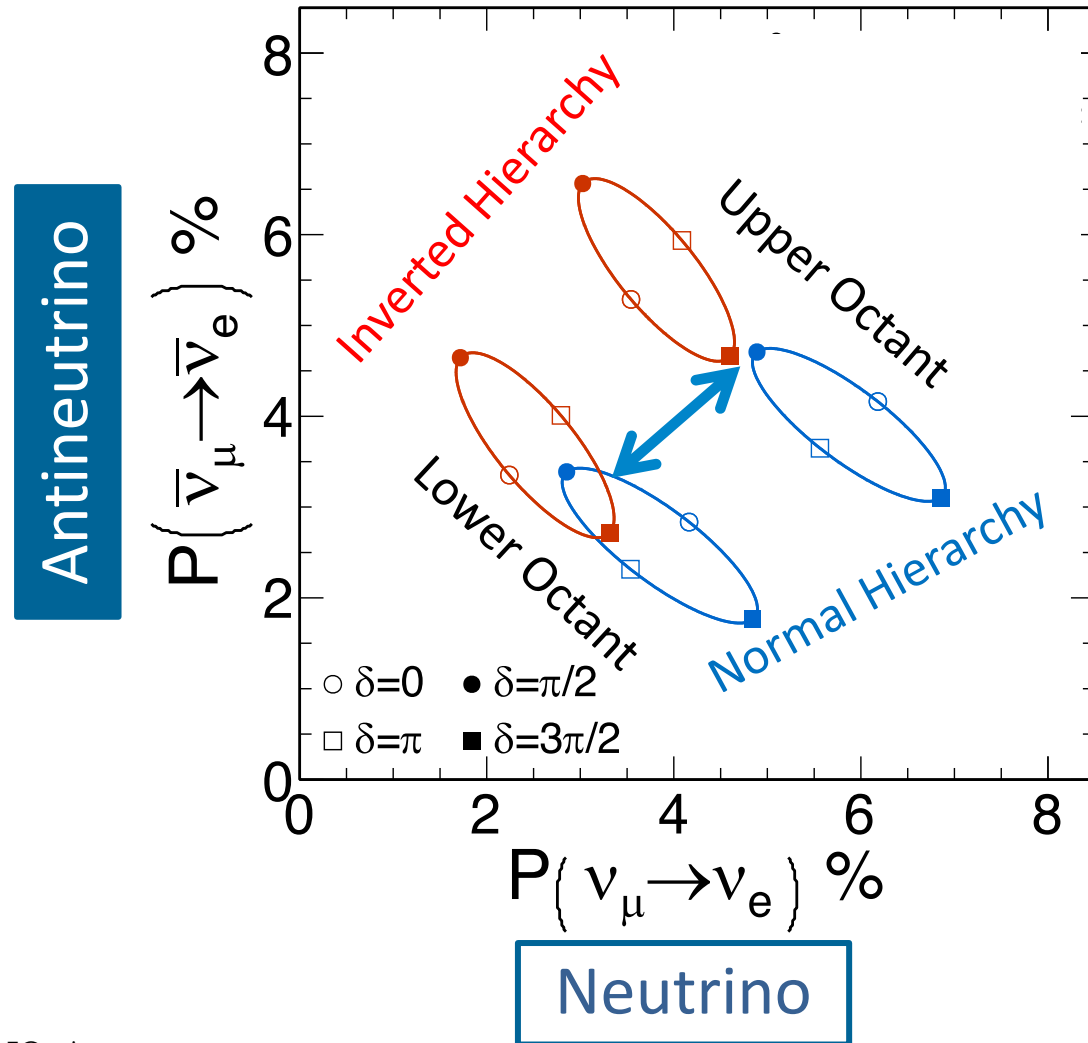 Antineutrino
P(ν̅μ→ν̅e) %
8
6
4
2
0
Inverted Hierarchy
Upper Octant
Lower Octant
Normal Hierarchy
○ δ=0 ● δ=π/2
□ δ=π ■ δ=3π/2
0 2 4 6 8
P(νμ→νe) %
Neutrino